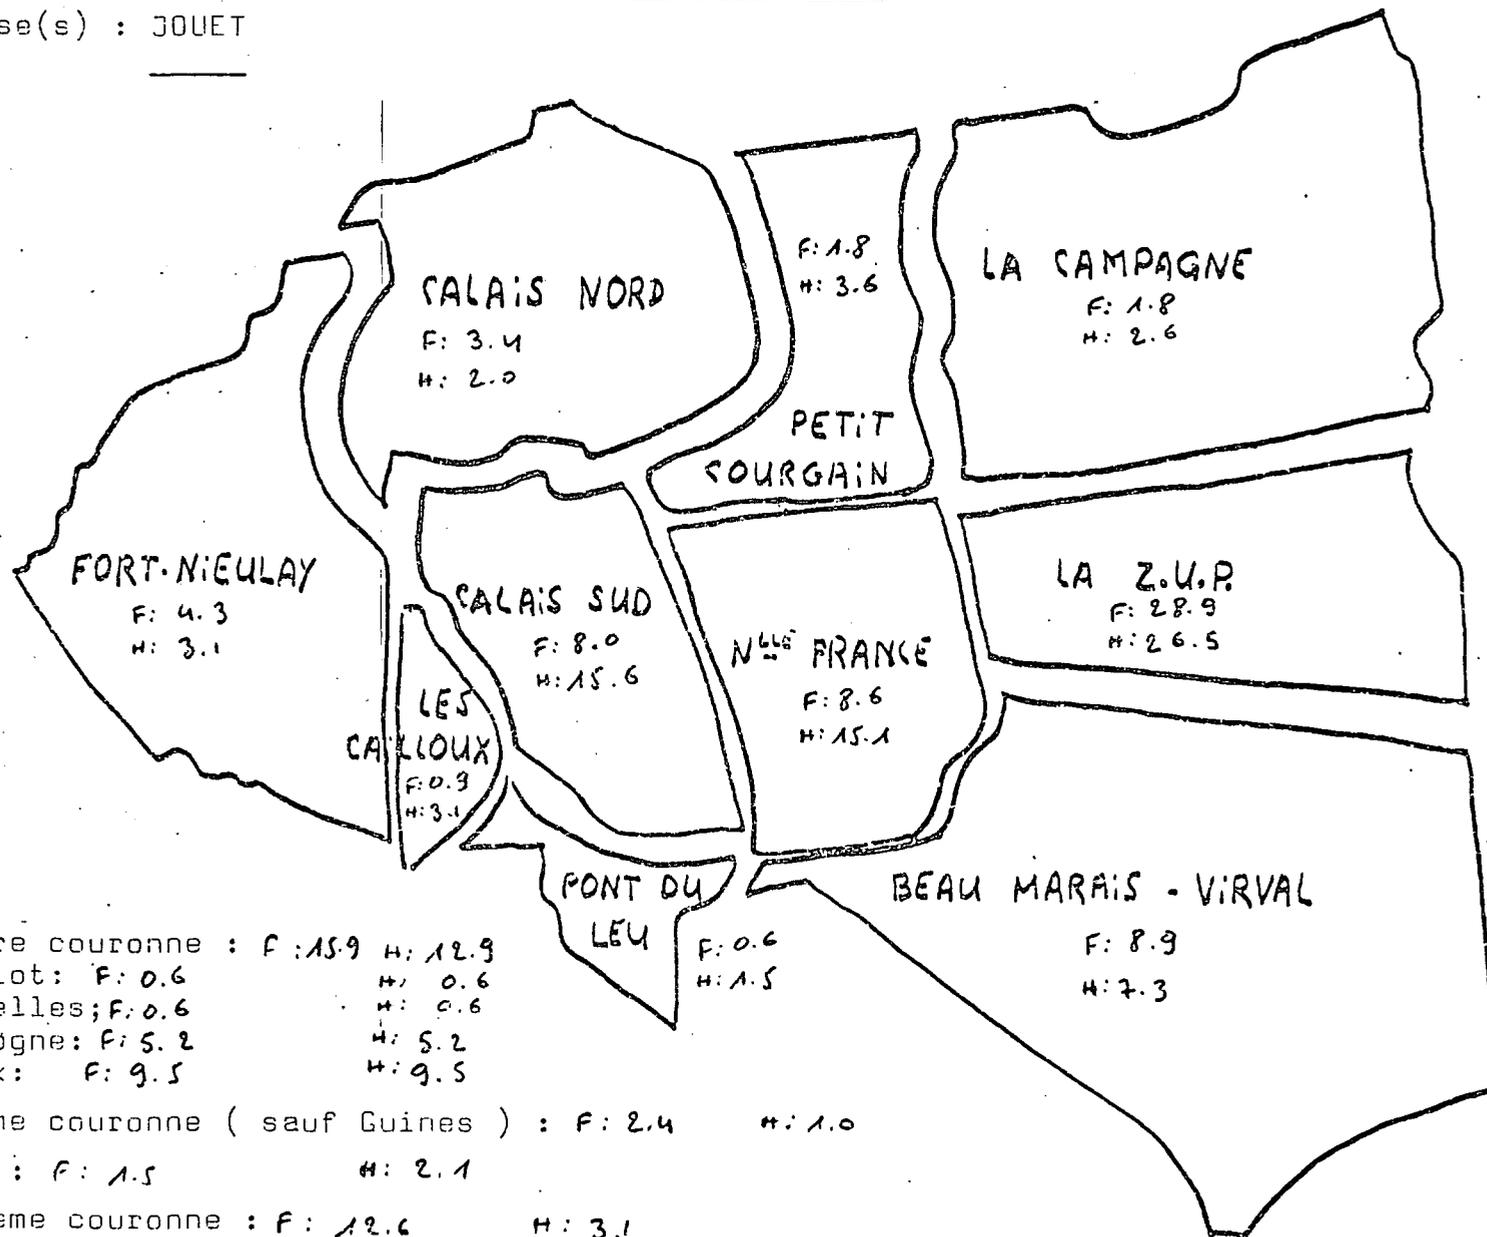 se(s) : JOUET
F: 1.8
H: 3.6
PETIT
COURGAIN
LA CAMPAGNE
F: 1.8
H: 2.6
CALAIS NORD
F: 3.4
H: 2.0
FORT-NIEULAY
F: 4.3
H: 3.1
CALAIS SUD
F: 8.0
H: 15.6
LES
CAILLOUX
F: 0.9
H: 3.1
Nlle FRANCE
F: 8.6
H: 15.1
LA Z.U.P.
F: 28.9
H: 26.5
PONT DU
LEU
F: 0.6
H: 1.5
BEAU MARAIS - VIRVAL
F: 8.9
H: 7.3
re couronne : F : 15.9 H: 12.9
lot: F: 0.6 H: 0.6
elles; F: 0.6 H: 0.6
ogne: F: 5.2 H: 5.2
x: F: 9.5 H: 9.5
me couronne ( sauf Guines ) : F: 2.4 H: 1.0
: F: 1.5 H: 2.1
ème couronne : F: 12.6 H: 3.1